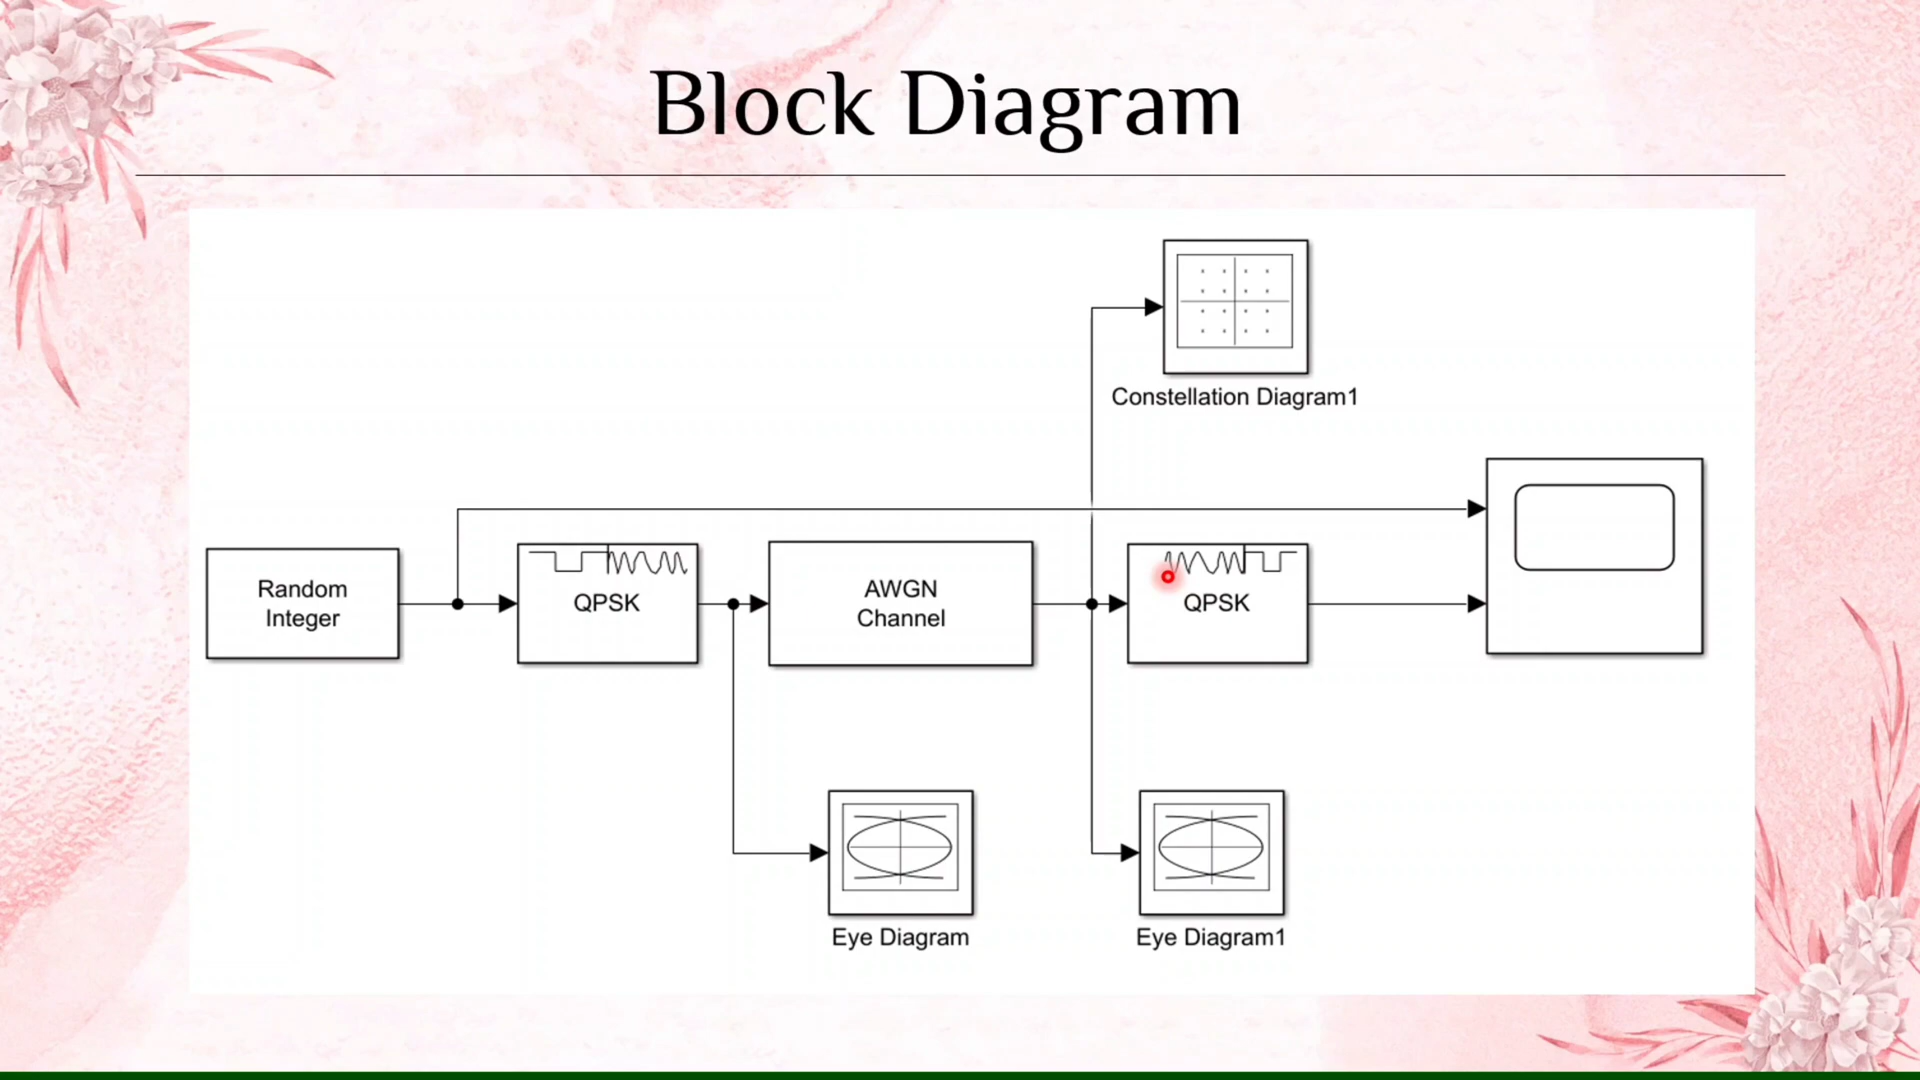 Block Diagram
Constellation Diagram1
Random
Integer
QPSK
AWGN
Channel
QPSK
Eye Diagram
Eye Diagram1